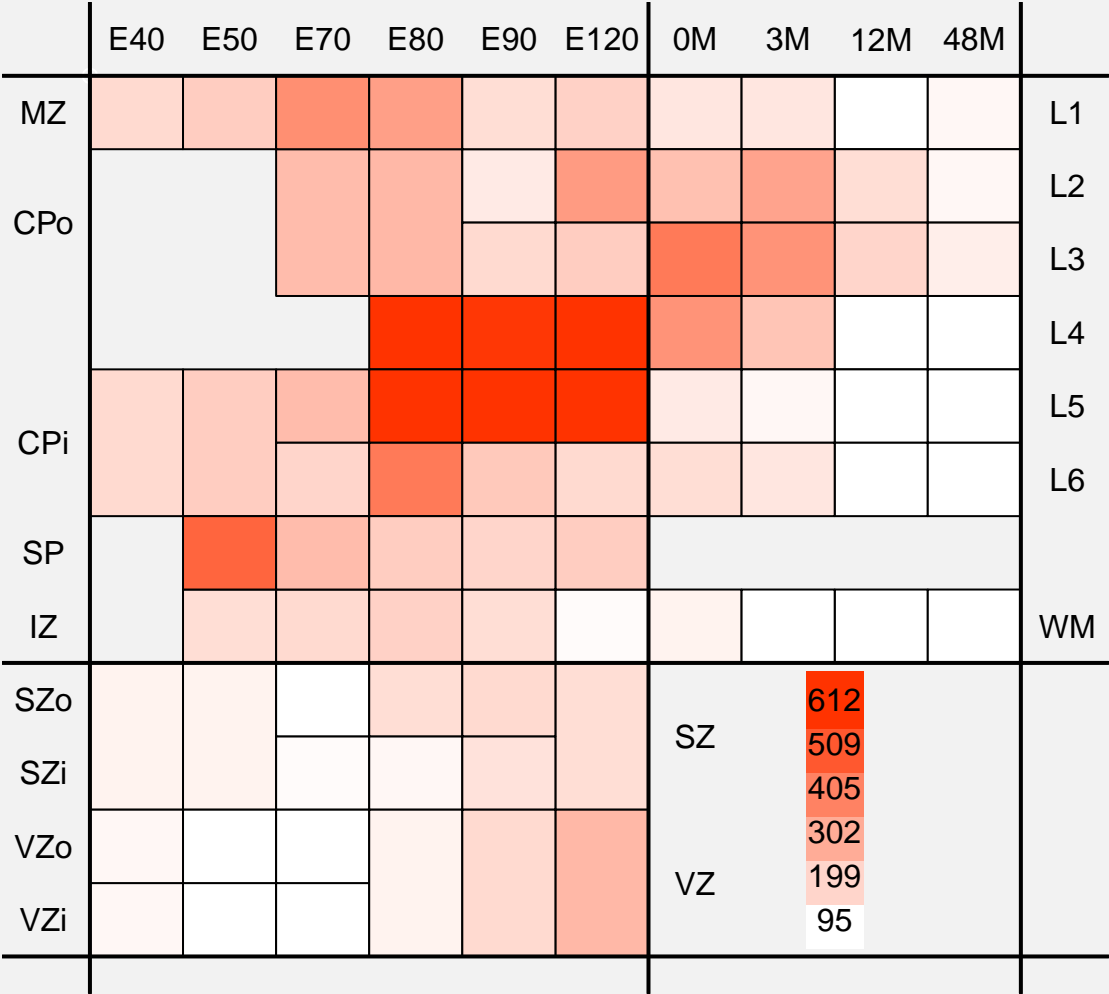 E40 E50 E70 E80 E90 E120 0M 3M 12M 48M
MZ L1
L2
CPo
L3
L4
L5
CPi
L6
SP
IZ WM
SZo 612
SZ 509
SZi 405
VZo 302
VZ 199
VZi 95